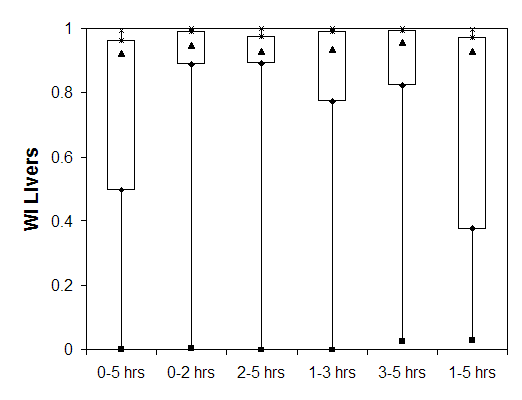 1
0.8
0.6
0.4
0.2
0
WI Livers
0-5 hrs
0-2 hrs
2-5 hrs
1-3 hrs
3-5 hrs
1-5 hrs